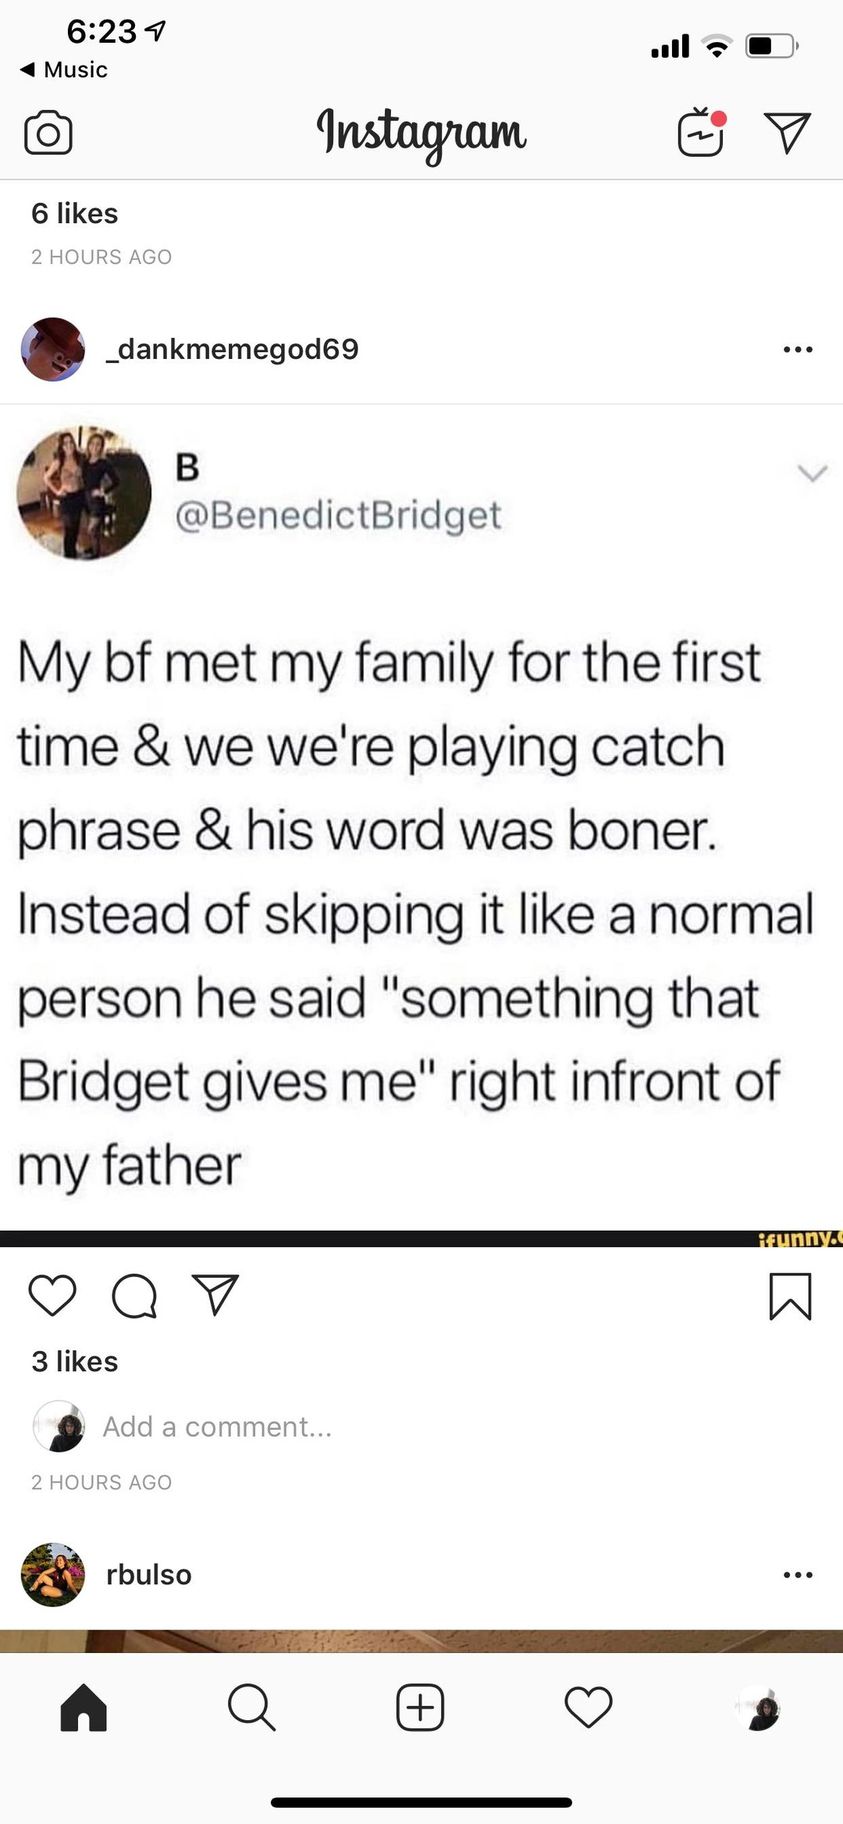 6:23
◀ Music
Instagram
6 likes
2 HOURS AGO
_dankmemegod69
B
@BenedictBridget
My bf met my family for the first
time & we we're playing catch
phrase & his word was boner.
Instead of skipping it like a normal
person he said "something that
Bridget gives me" right infront of
my father
ifunny.
3 likes
Add a comment...
2 HOURS AGO
rbulso